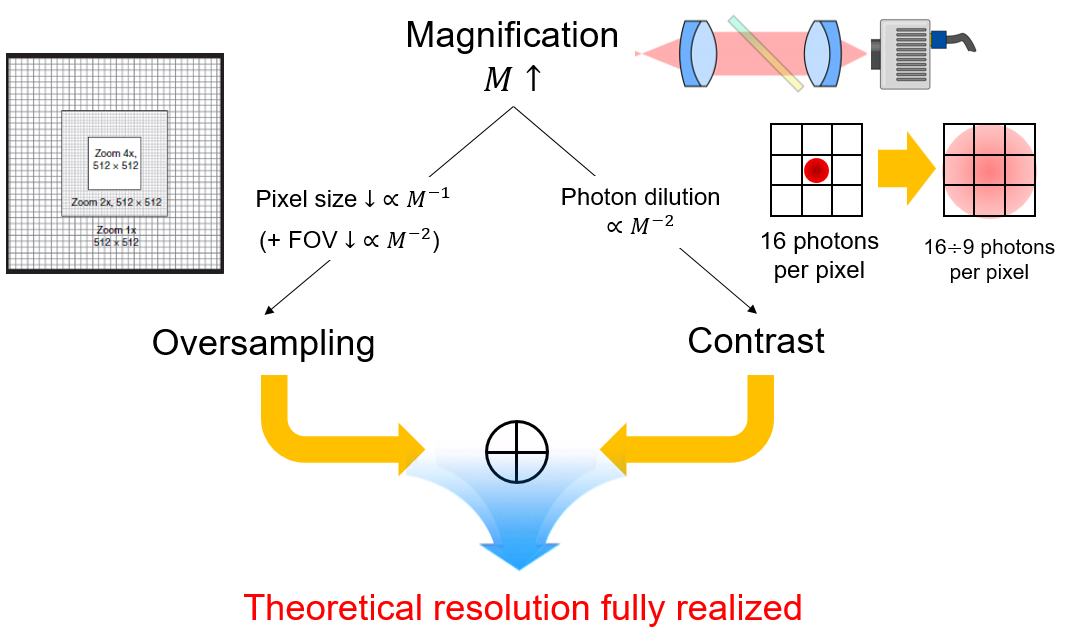 Magnification
M ↑
Zoom 4x,
512 × 512
Zoom 2x, 512 × 512
Zoom 1x
512 × 512
Pixel size ↓ ∝ M⁻¹
(+ FOV ↓ ∝ M⁻²)
Photon dilution
∝ M⁻²
16 photons
per pixel
16÷9 photons
per pixel
Oversampling
Contrast
Theoretical resolution fully realized